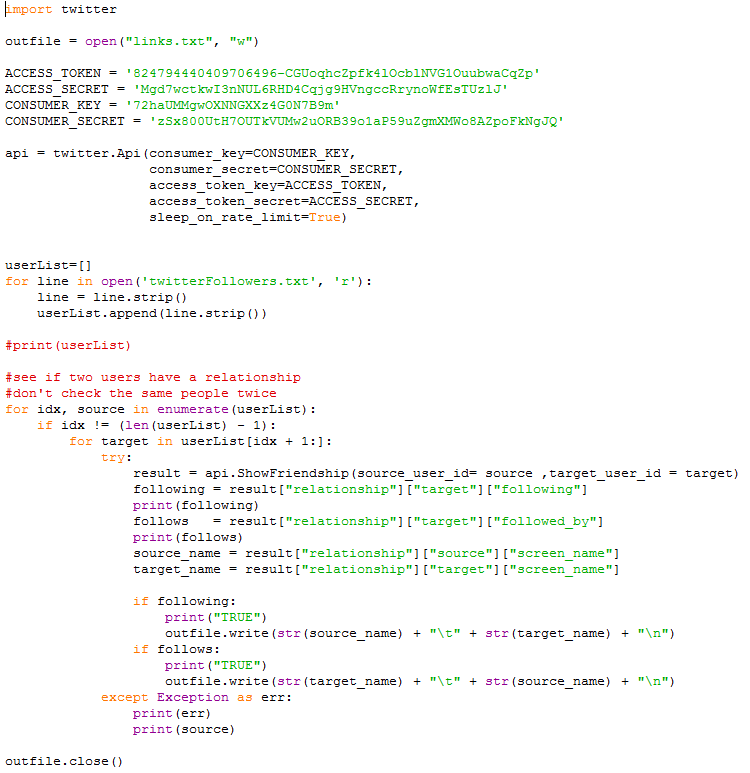 import twitter
outfile = open("links.txt", "w")
ACCESS_TOKEN = '824794440409706496-CGUoqhcZpfk4lOcblNVG1OuubwaCqZp'
ACCESS_SECRET = 'Mgd7wctkwI3nNUL6RHD4Cqjg9HVngccRrynoWfEsTUzlJ'
CONSUMER_KEY = '72haUMMgwOXNNGXXz4G0N7B9m'
CONSUMER_SECRET = 'zSx800UtH7OUTkVUMw2uORB39o1aP59uZgmXMWo8AZpoFkNgJQ'
api = twitter.Api(consumer_key=CONSUMER_KEY,
                  consumer_secret=CONSUMER_SECRET,
                  access_token_key=ACCESS_TOKEN,
                  access_token_secret=ACCESS_SECRET,
                  sleep_on_rate_limit=True)
userList=[]
for line in open('twitterFollowers.txt', 'r'):
    line = line.strip()
    userList.append(line.strip())
#print(userList)
#see if two users have a relationship
#don't check the same people twice
for idx, source in enumerate(userList):
    if idx != (len(userList) - 1):
        for target in userList[idx + 1:]:
            try:
                result = api.ShowFriendship(source_user_id= source ,target_user_id = target)
                following = result["relationship"]["target"]["following"]
                print(following)
                follows   = result["relationship"]["target"]["followed_by"]
                print(follows)
                source_name = result["relationship"]["source"]["screen_name"]
                target_name = result["relationship"]["target"]["screen_name"]
                if following:
                    print("TRUE")
                    outfile.write(str(source_name) + "\t" + str(target_name) + "\n")
                if follows:
                    print("TRUE")
                    outfile.write(str(target_name) + "\t" + str(source_name) + "\n")
            except Exception as err:
                print(err)
                print(source)
outfile.close()